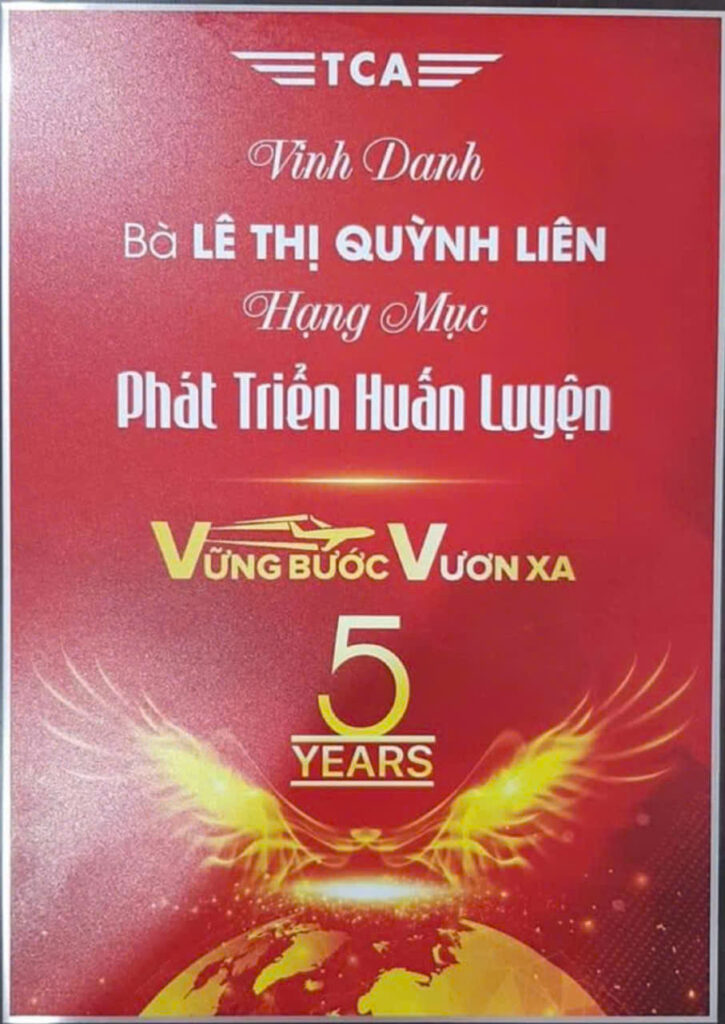 TCA
Vinh Danh
Bà LÊ THỊ QUỲNH LIÊN
Hạng Mục
Phát Triển Huấn Luyện
VỮNG BƯỚC VƯƠN XA
5
YEARS